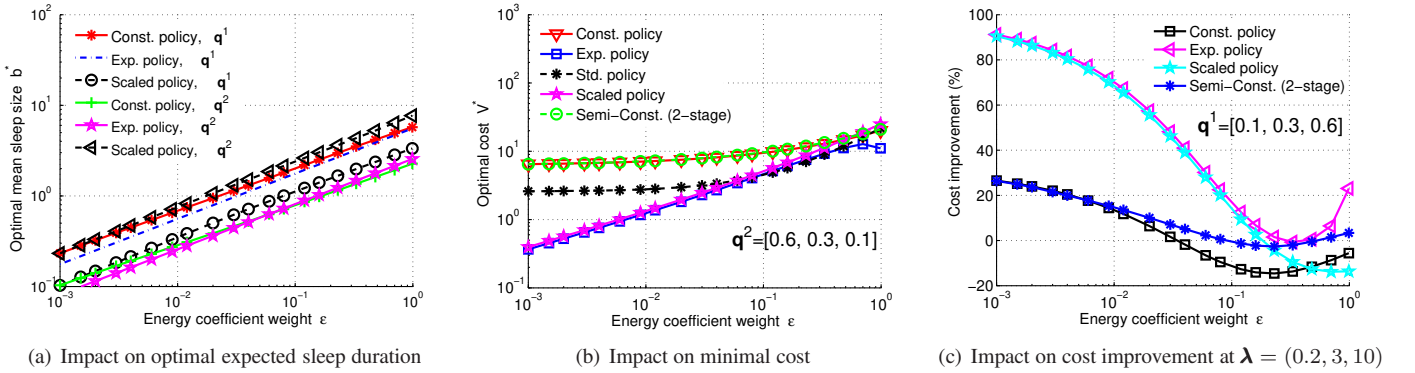 Optimal mean sleep size b*
10^2
10^1
10^0
10^-1
Const. policy, q^1
Exp. policy, q^1
Scaled policy, q^1
Const. policy, q^2
Exp. policy, q^2
Scaled policy, q^2
10^-3 10^-2 10^-1 10^0
Energy coefficient weight ε
(a) Impact on optimal expected sleep duration
Optimal cost V*
10^3
10^2
10^1
10^0
10^-1
Const. policy
Exp. policy
Std. policy
Scaled policy
Semi−Const. (2−stage)
q^2=[0.6, 0.3, 0.1]
10^-3 10^-2 10^-1 10^0
Energy coefficient weight ε
(b) Impact on minimal cost
Cost improvement (%)
100
80
60
40
20
0
−20
Const. policy
Exp. policy
Scaled policy
Semi−Const. (2−stage)
q^1=[0.1, 0.3, 0.6]
10^-3 10^-2 10^-1 10^0
Energy coefficient weight ε
(c) Impact on cost improvement at λ = (0.2, 3, 10)